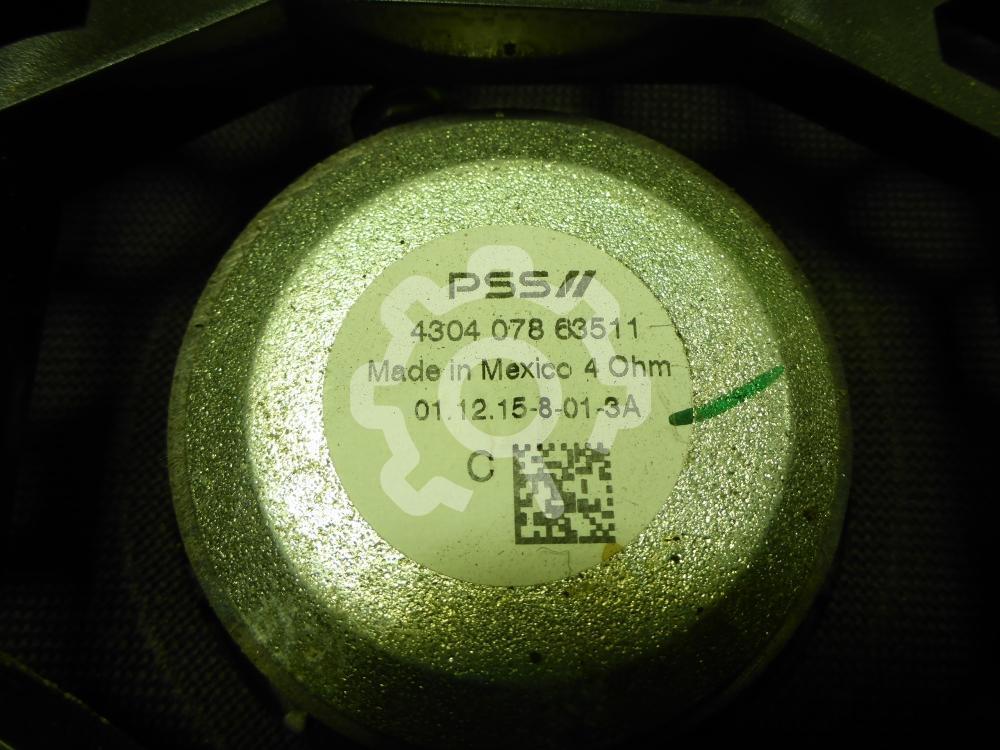 PSS//
4304 078 63511
Made in Mexico 4 Ohm
01.12.15-8-01-3A
C